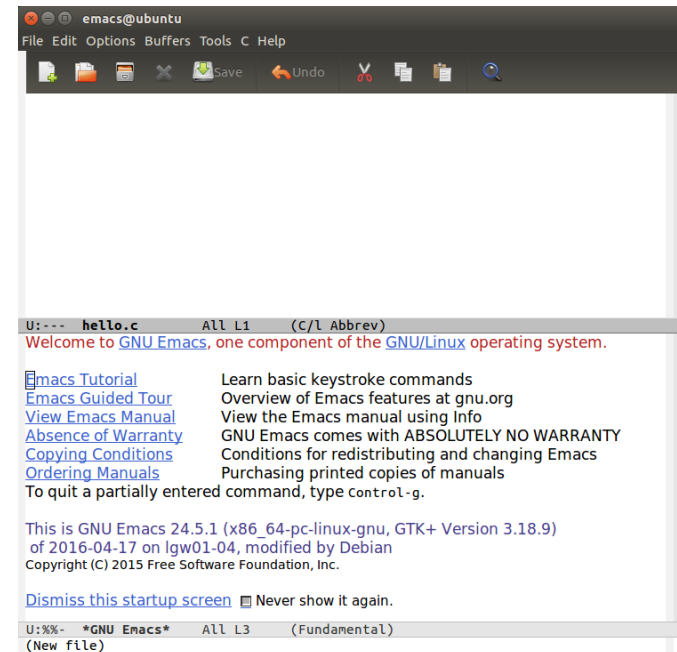 emacs@ubuntu
File Edit Options Buffers Tools C Help
Save Undo
U:--- hello.c All L1 (C/l Abbrev)
Welcome to GNU Emacs, one component of the GNU/Linux operating system.
Emacs Tutorial Learn basic keystroke commands
Emacs Guided Tour Overview of Emacs features at gnu.org
View Emacs Manual View the Emacs manual using Info
Absence of Warranty GNU Emacs comes with ABSOLUTELY NO WARRANTY
Copying Conditions Conditions for redistributing and changing Emacs
Ordering Manuals Purchasing printed copies of manuals
To quit a partially entered command, type Control-g.
This is GNU Emacs 24.5.1 (x86_64-pc-linux-gnu, GTK+ Version 3.18.9)
of 2016-04-17 on lgw01-04, modified by Debian
Copyright (C) 2015 Free Software Foundation, Inc.
Dismiss this startup screen Never show it again.
U:%%- *GNU Emacs* All L3 (Fundamental)
(New file)